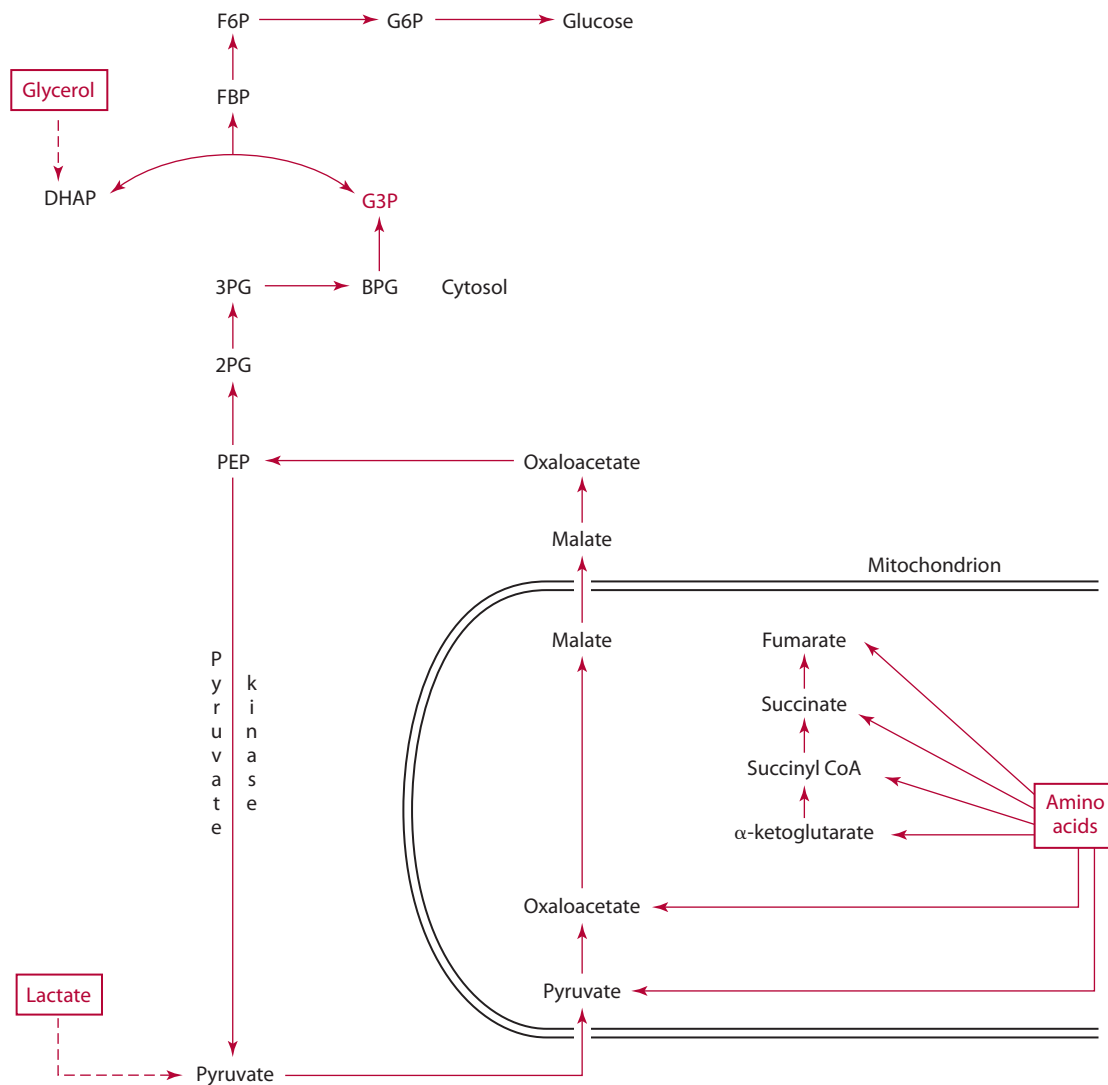 F6P G6P Glucose
Glycerol
FBP
DHAP
G3P
3PG BPG Cytosol
2PG
PEP Oxaloacetate
Malate
Mitochondrion
Malate Fumarate
Pyruvate kinase
Succinate
Succinyl CoA
Amino
acids
α-ketoglutarate
Oxaloacetate
Lactate
Pyruvate
Pyruvate